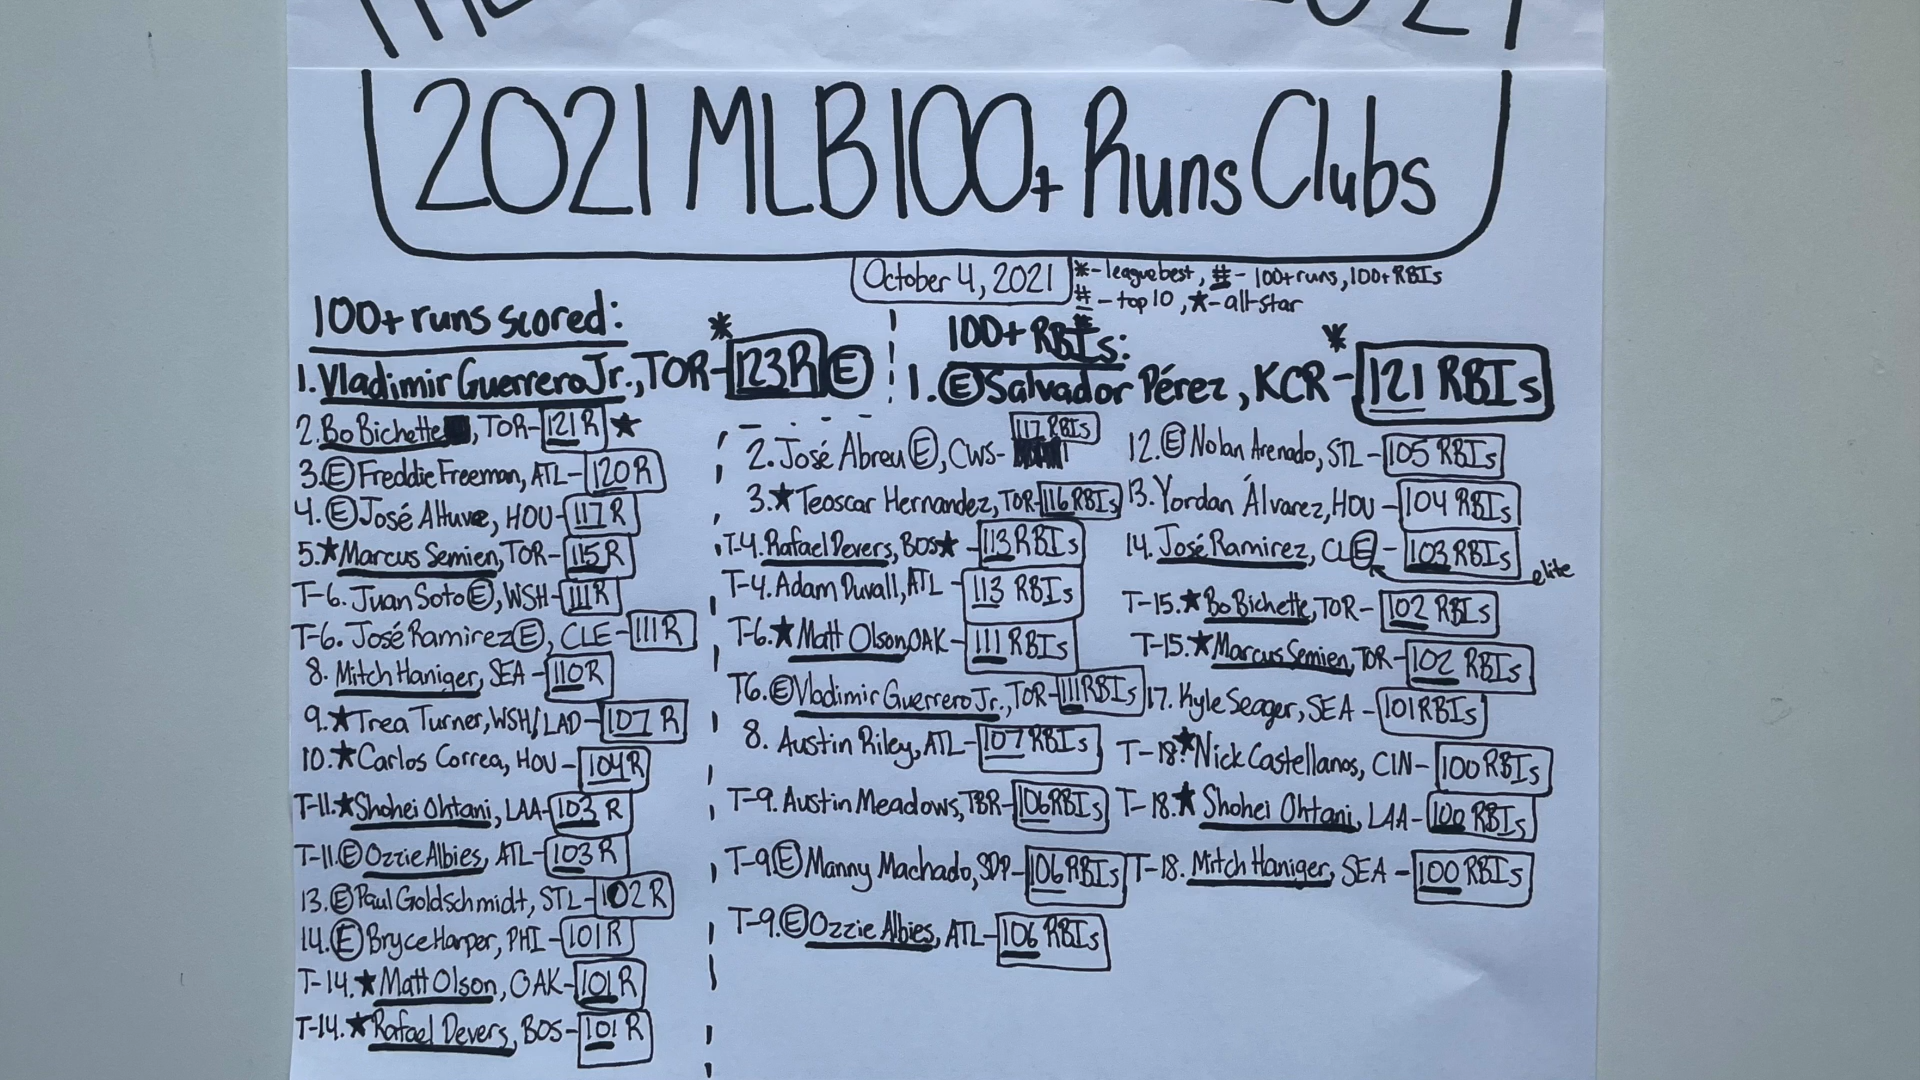 2021
2021 MLB 100+ Runs Clubs
October 4, 2021
*-league best, #- 100+ runs, 100+ RBIs
# - top 10, ★-all-star
100+ runs scored:
1. Vladimir Guerrero Jr., TOR-123R Ⓔ
2. Bo Bichette, TOR-121R ★
3. Ⓔ Freddie Freeman, ATL-120R
4. Ⓔ José Altuve, HOU-117R
5. ★ Marcus Semien, TOR-115R
T-6. Juan Soto Ⓔ, WSH-111R
T-6. José Ramirez Ⓔ, CLE-111R
8. Mitch Haniger, SEA-110R
9. ★ Trea Turner, WSH/LAD-107 R
10. ★ Carlos Correa, HOU-104R
T-11. ★ Shohei Ohtani, LAA-103 R
T-11. Ⓔ Ozzie Albies, ATL-103 R
13. Ⓔ Paul Goldschmidt, STL-102 R
14. Ⓔ Bryce Harper, PHI-101R
T-14. ★ Matt Olson, OAK-101R
T-14. ★ Rafael Devers, BOS-101 R
100+ RBIs:
1. Ⓔ Salvador Pérez, KCR-121 RBIs
2. José Abreu Ⓔ, CWS-117 RBIs
3. ★ Teoscar Hernandez, TOR-116 RBIs
T-4. Rafael Devers, BOS ★ -113 RBIs
T-4. Adam Duvall, ATL -113 RBIs
T-6. ★ Matt Olson, OAK-111 RBIs
T6. Ⓔ Vladimir Guerrero Jr., TOR-111 RBIs
8. Austin Riley, ATL-107 RBIs
T-9. Austin Meadows, TBR-106 RBIs
T-9. Ⓔ Manny Machado, SDP-106 RBIs
T-9. Ⓔ Ozzie Albies, ATL-106 RBIs
12. Ⓔ Nolan Arenado, STL-105 RBIs
13. Yordan Álvarez, HOU-104 RBIs
14. José Ramirez, CLⒺ-103 RBIs
elite
T-15. ★ Bo Bichette, TOR-102 RBIs
T-15. ★ Marcus Semien, TOR-102 RBIs
17. Kyle Seager, SEA-101 RBIs
T-18. ★ Nick Castellanos, CIN-100 RBIs
T-18. ★ Shohei Ohtani, LAA-100 RBIs
T-18. Mitch Haniger, SEA-100 RBIs